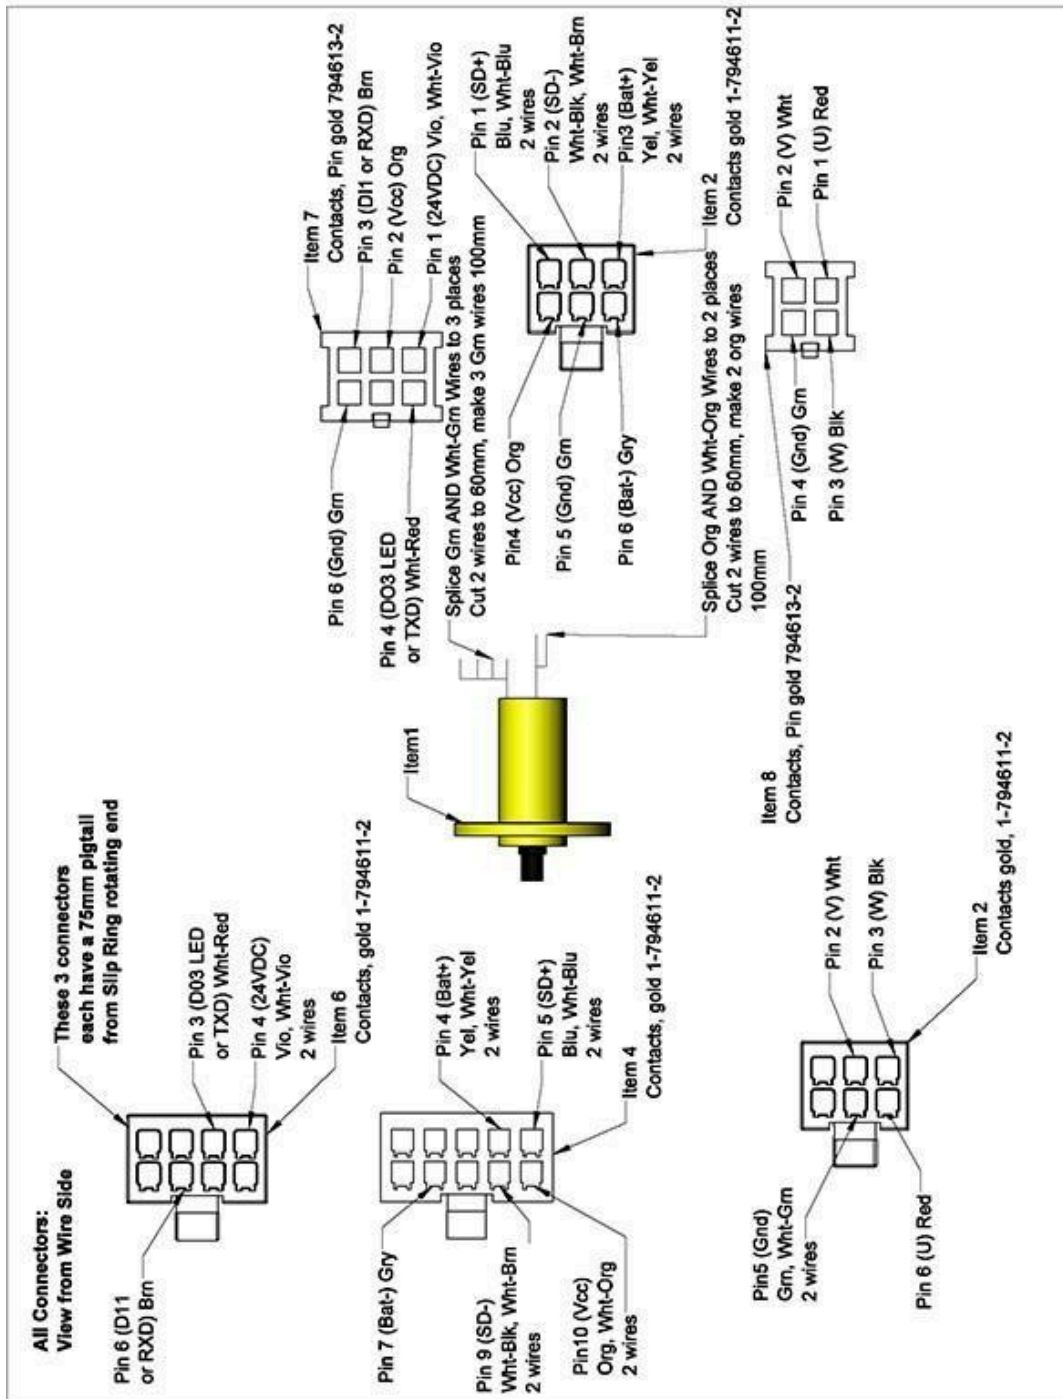 All Connectors:
View from Wire Side
These 3 connectors
each have a 75mm pigtail
from Slip Ring rotating end
Pin 6 (D11
or RXD) Brn
Pin 3 (D03 LED
or TXD) Wht-Red
Pin 4 (24VDC)
Vio, Wht-Vio
2 wires
Item 6
Contacts, gold 1-794611-2
Pin 7 (Bat-) Gry
Pin 9 (SD-)
Wht-Blk, Wht-Brn
2 wires
Pin10 (Vcc)
Org, Wht-Org
2 wires
Pin 4 (Bat+)
Yel, Wht-Yel
2 wires
Pin 5 (SD+)
Blu, Wht-Blu
2 wires
Item 4
Contacts, gold 1-794611-2
Pin5 (Gnd)
Grn, Wht-Grn
2 wires
Pin 6 (U) Red
Pin 2 (V) Wht
Pin 3 (W) Blk
Item 2
Contacts gold, 1-794611-2
Item1
Item 7
Contacts, Pin gold 794613-2
Pin 3 (DI1 or RXD) Brn
Pin 2 (Vcc) Org
Pin 1 (24VDC) Vio, Wht-Vio
Pin 6 (Gnd) Grn
Pin 4 (DO3 LED
or TXD) Wht-Red
Splice Grn AND Wht-Grn Wires to 3 places
Cut 2 wires to 60mm, make 3 Grn wires 100mm
Pin 1 (SD+)
Blu, Wht-Blu
2 wires
Pin 2 (SD-)
Wht-Blk, Wht-Brn
2 wires
Pin3 (Bat+)
Yel, Wht-Yel
2 wires
Pin4 (Vcc) Org
Pin 5 (Gnd) Grn
Pin 6 (Bat-) Gry
Item 2
Contacts gold 1-794611-2
Splice Org AND Wht-Org Wires to 2 places
Cut 2 wires to 60mm, make 2 org wires
100mm
Item 8
Contacts, Pin gold 794613-2
Pin 4 (Gnd) Grn
Pin 3 (W) Blk
Pin 2 (V) Wht
Pin 1 (U) Red